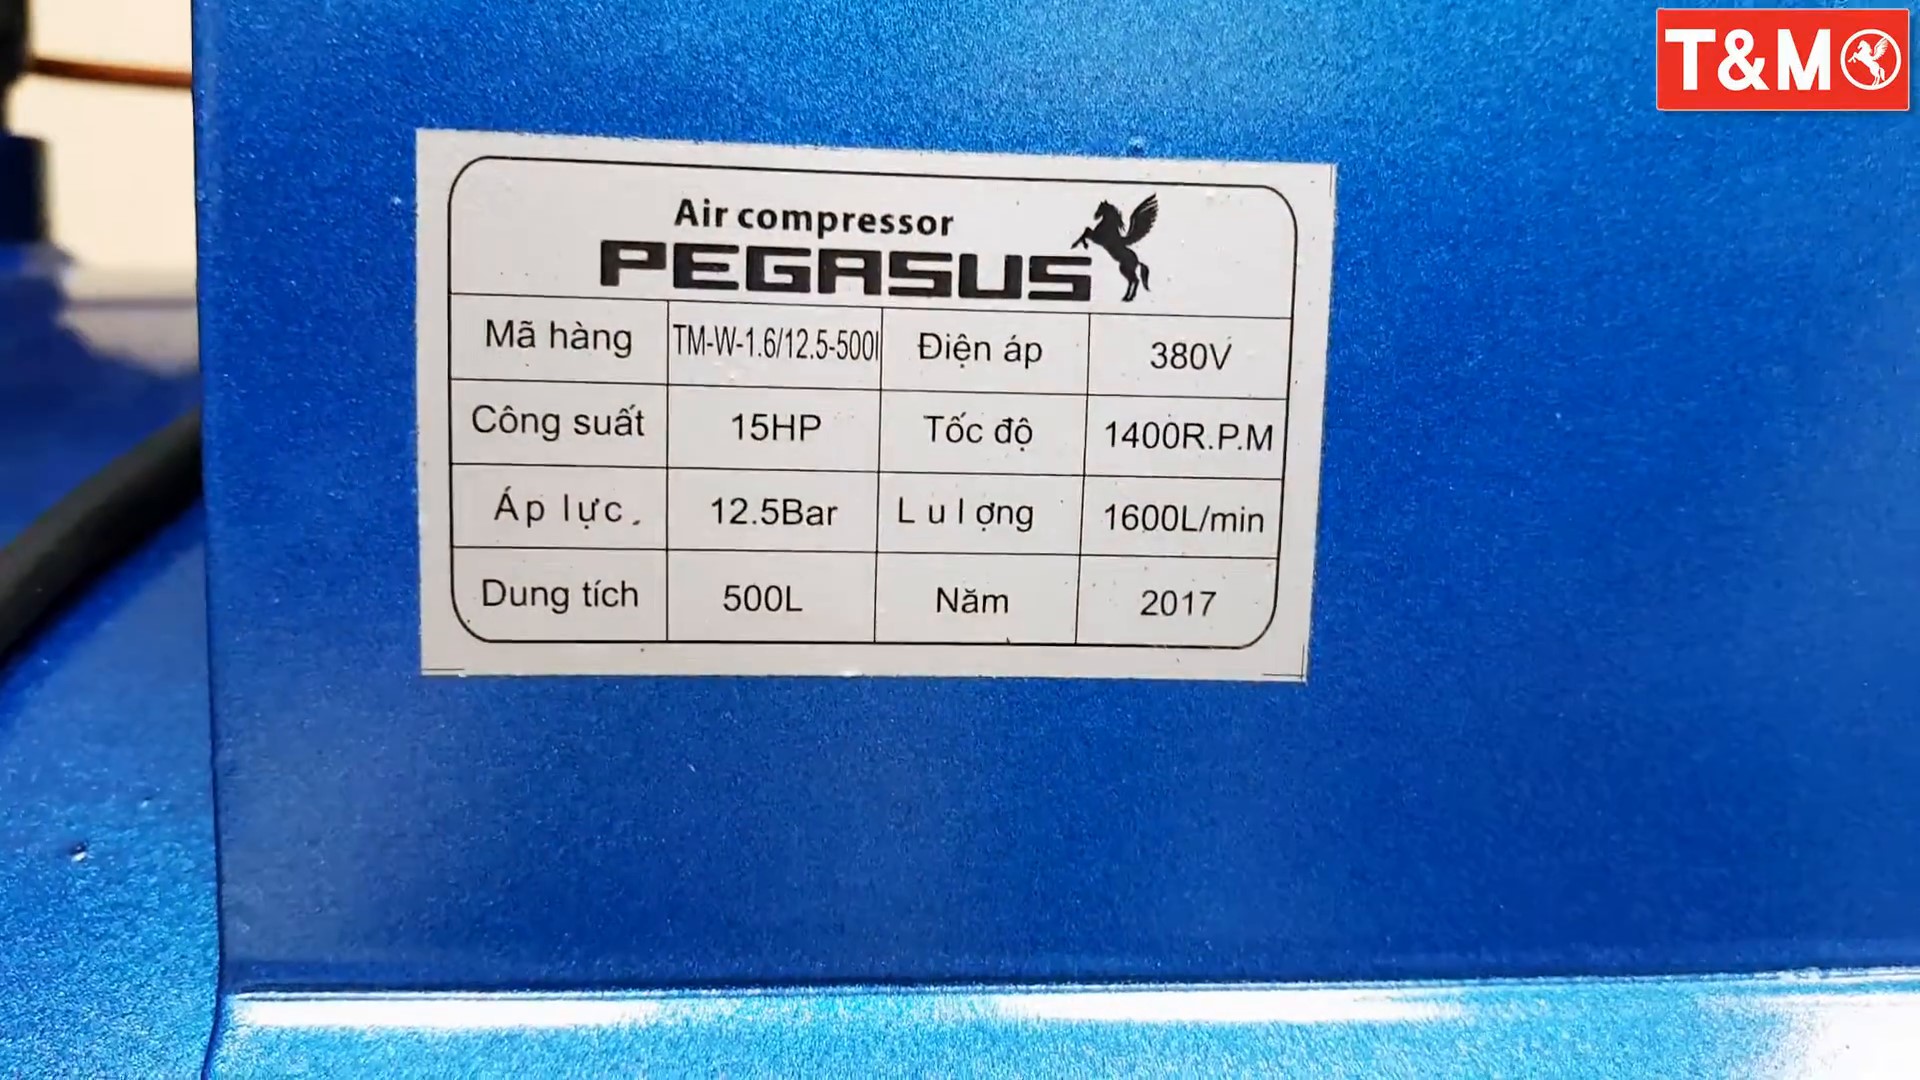 T&M
Air compressor
PEGASUS
Mã hàng TM-W-1.6/12.5-500l Điện áp 380V
Công suất 15HP Tốc độ 1400R.P.M
Áp lực 12.5Bar L u l ợng 1600L/min
Dung tích 500L Năm 2017